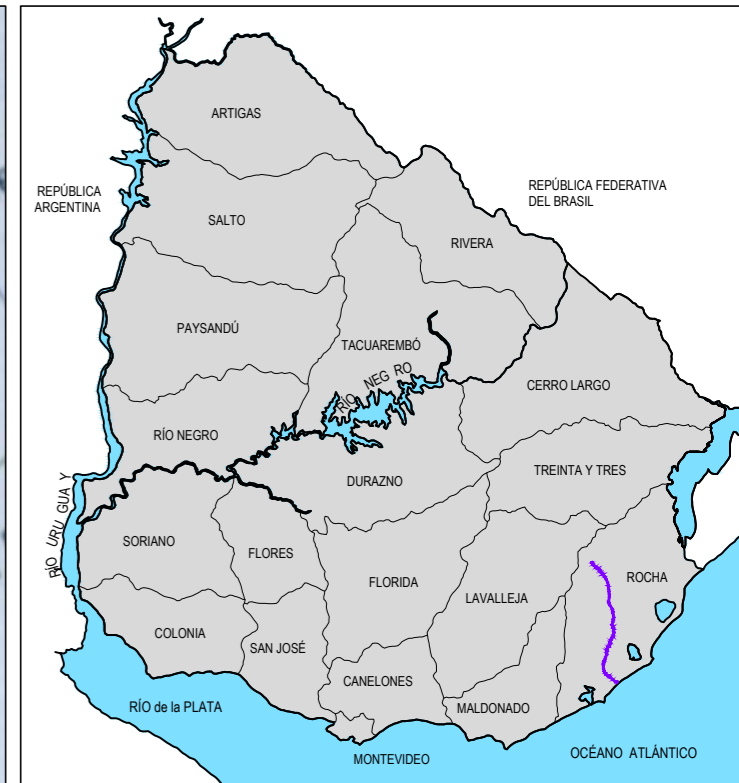 ARTIGAS
REPÚBLICA
ARGENTINA
REPÚBLICA FEDERATIVA
DEL BRASIL
SALTO
RIVERA
PAYSANDÚ
TACUAREMBÓ
RÍO NEG RO
CERRO LARGO
RÍO NEGRO
TREINTA Y TRES
DURAZNO
RÍO URU GUA Y
SORIANO
FLORES
FLORIDA
LAVALLEJA
ROCHA
COLONIA
SAN JOSÉ
CANELONES
MALDONADO
RÍO de la PLATA
MONTEVIDEO
OCÉANO ATLÁNTICO